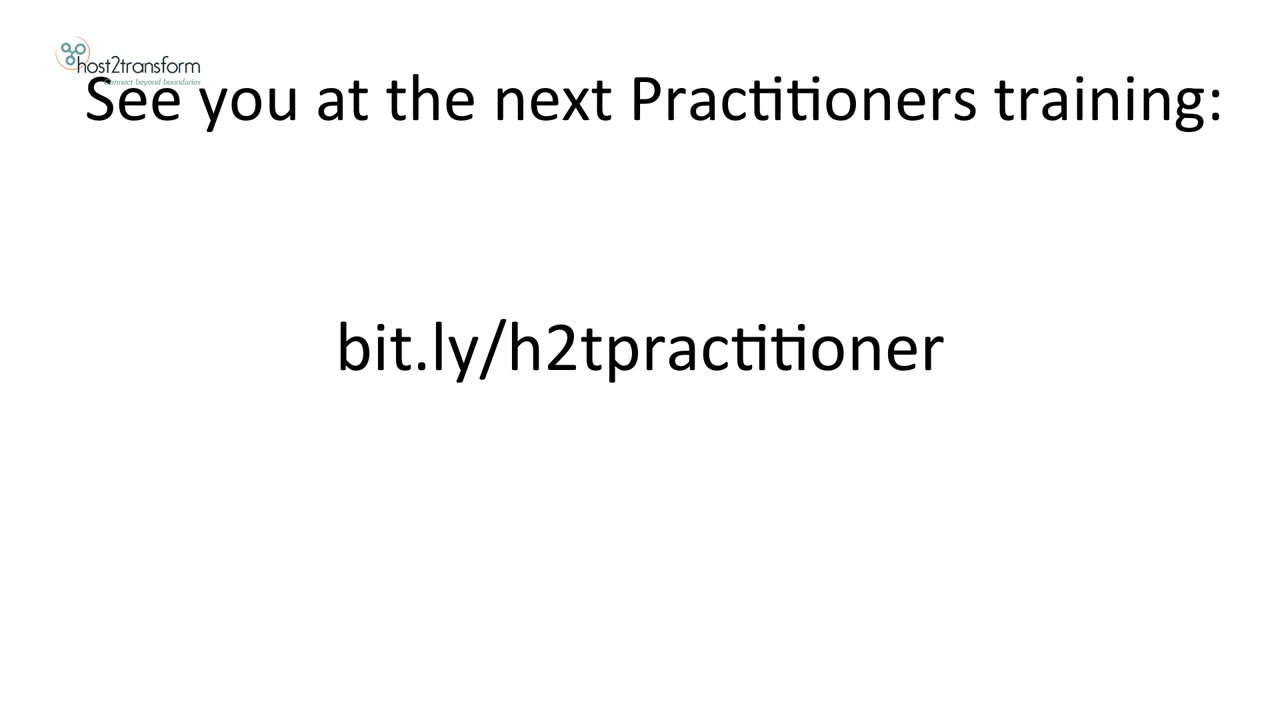 host2transform
Connect beyond boundaries
See you at the next Practitioners training:
bit.ly/h2tpractitioner